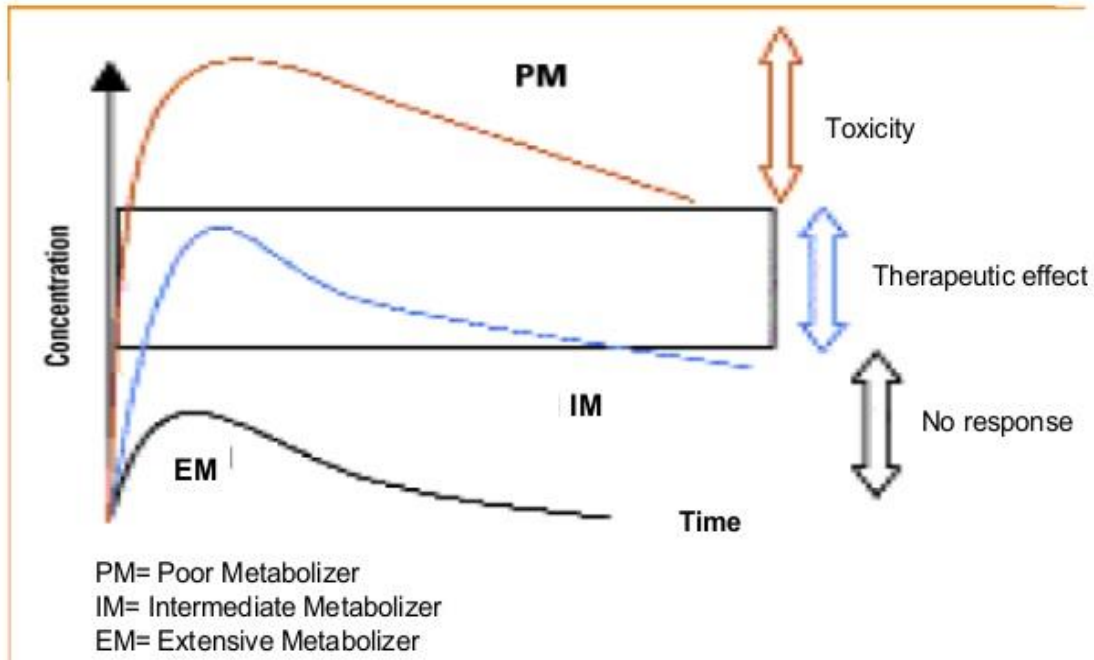 PM
Toxicity
Concentration
Therapeutic effect
IM
No response
EM
Time
PM= Poor Metabolizer
IM= Intermediate Metabolizer
EM= Extensive Metabolizer